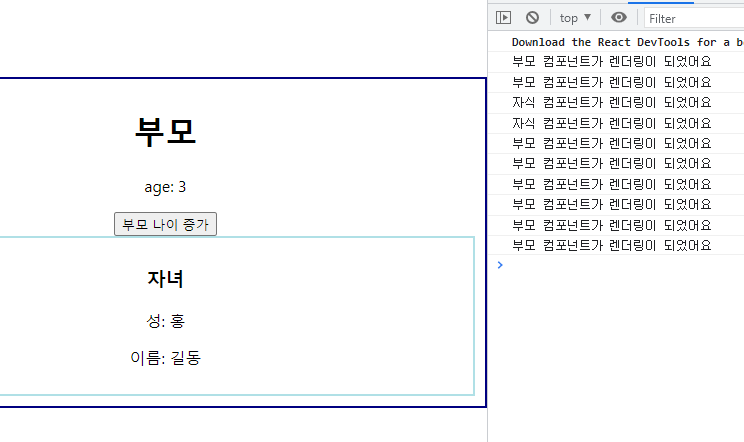 부모
age: 3
부모 나이 증가
자녀
성: 홍
이름: 길동
top ▼
Filter
Download the React DevTools for a b
부모 컴포넌트가 렌더링이 되었어요
부모 컴포넌트가 렌더링이 되었어요
자식 컴포넌트가 렌더링이 되었어요
자식 컴포넌트가 렌더링이 되었어요
부모 컴포넌트가 렌더링이 되었어요
부모 컴포넌트가 렌더링이 되었어요
부모 컴포넌트가 렌더링이 되었어요
부모 컴포넌트가 렌더링이 되었어요
부모 컴포넌트가 렌더링이 되었어요
부모 컴포넌트가 렌더링이 되었어요